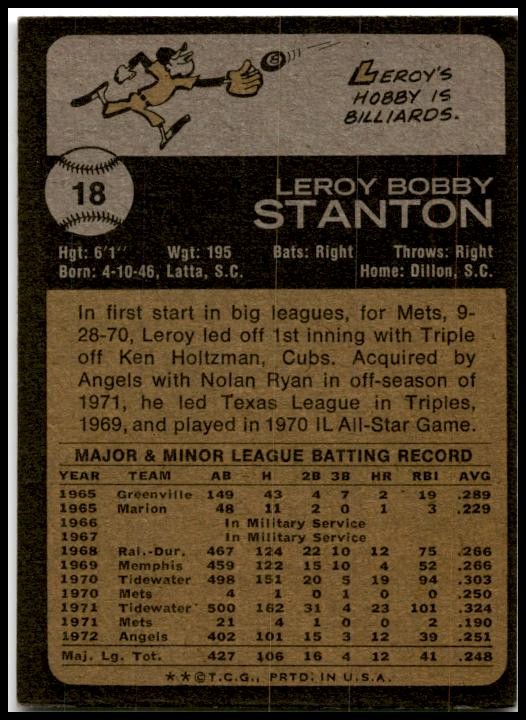 8
LEROY'S
HOBBY IS
BILLIARDS.
18
LEROY BOBBY
STANTON
Hgt: 6'1" Wgt: 195 Bats: Right Throws: Right
Born: 4-10-46, Latta, S.C. Home: Dillon, S.C.
In first start in big leagues, for Mets, 9-
28-70, Leroy led off 1st inning with Triple
off Ken Holtzman, Cubs. Acquired by
Angels with Nolan Ryan in off-season of
1971, he led Texas League in Triples,
1969, and played in 1970 IL All-Star Game.
MAJOR & MINOR LEAGUE BATTING RECORD
YEAR TEAM AB H 2B 3B HR RBI AVG
1965 Greenville 149 43 4 7 2 19 .289
1965 Marion 48 11 2 0 1 3 .229
1966 In Military Service
1967 In Military Service
1968 Ral.-Dur. 467 124 22 10 12 75 .266
1969 Memphis 459 122 15 10 4 52 .266
1970 Tidewater 498 151 20 5 19 94 .303
1970 Mets 4 1 0 1 0 0 .250
1971 Tidewater 500 162 31 4 23 101 .324
1971 Mets 21 4 1 0 0 2 .190
1972 Angels 402 101 15 3 12 39 .251
Maj. Lg. Tot. 427 106 16 4 12 41 .248
**©T.C.G., PRTD. IN U.S.A.